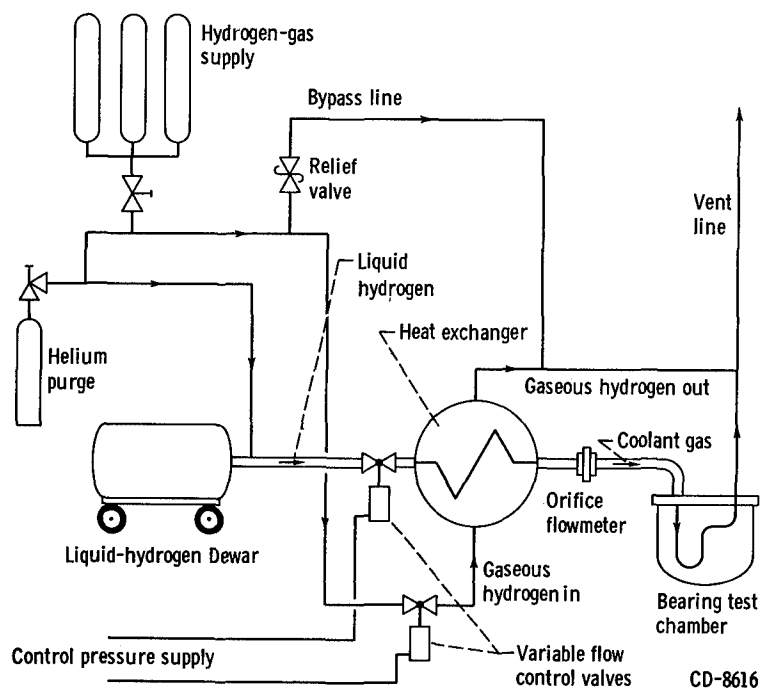 Hydrogen-gas
supply
Bypass line
Relief
valve
Vent
line
Liquid
hydrogen
Heat exchanger
Helium
purge
Gaseous hydrogen out
Coolant gas
Orifice
flowmeter
Liquid-hydrogen Dewar
Gaseous
hydrogen in
Bearing test
chamber
Control pressure supply
Variable flow
control valves
CD-8616